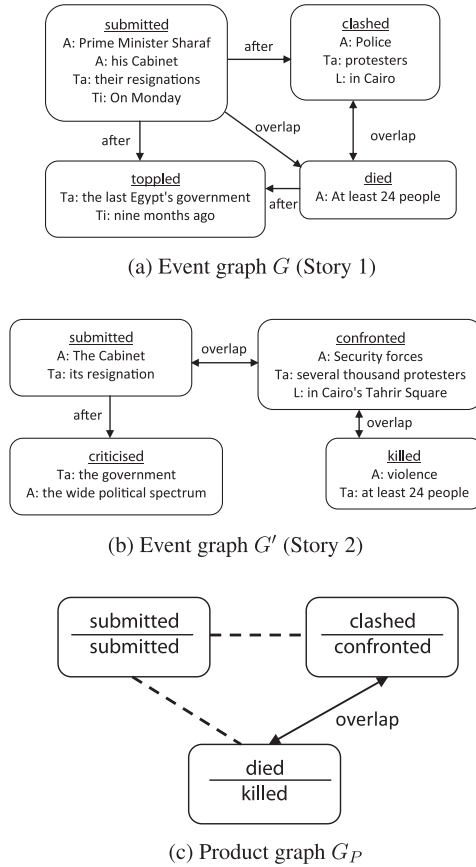 submitted
A: Prime Minister Sharaf
A: his Cabinet
Ta: their resignations
Ti: On Monday
after
clashed
A: Police
Ta: protesters
L: in Cairo
after
overlap
overlap
toppled
Ta: the last Egypt's government
Ti: nine months ago
after
died
A: At least 24 people
(a) Event graph G (Story 1)
submitted
A: The Cabinet
Ta: its resignation
overlap
confronted
A: Security forces
Ta: several thousand protesters
L: in Cairo's Tahrir Square
after
overlap
criticised
Ta: the government
A: the wide political spectrum
killed
A: violence
Ta: at least 24 people
(b) Event graph G′ (Story 2)
submitted
submitted
clashed
confronted
overlap
died
killed
(c) Product graph G_P